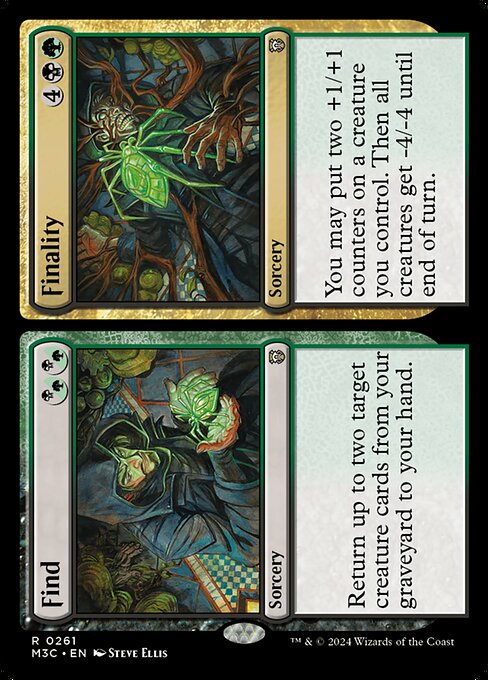 Find
Sorcery
Return up to two target
creature cards from your
graveyard to your hand.
Finality
4
Sorcery
You may put two +1/+1
counters on a creature
you control. Then all
creatures get -4/-4 until
end of turn.
R 0261
M3C • EN STEVE ELLIS
™ & © 2024 Wizards of the Coast